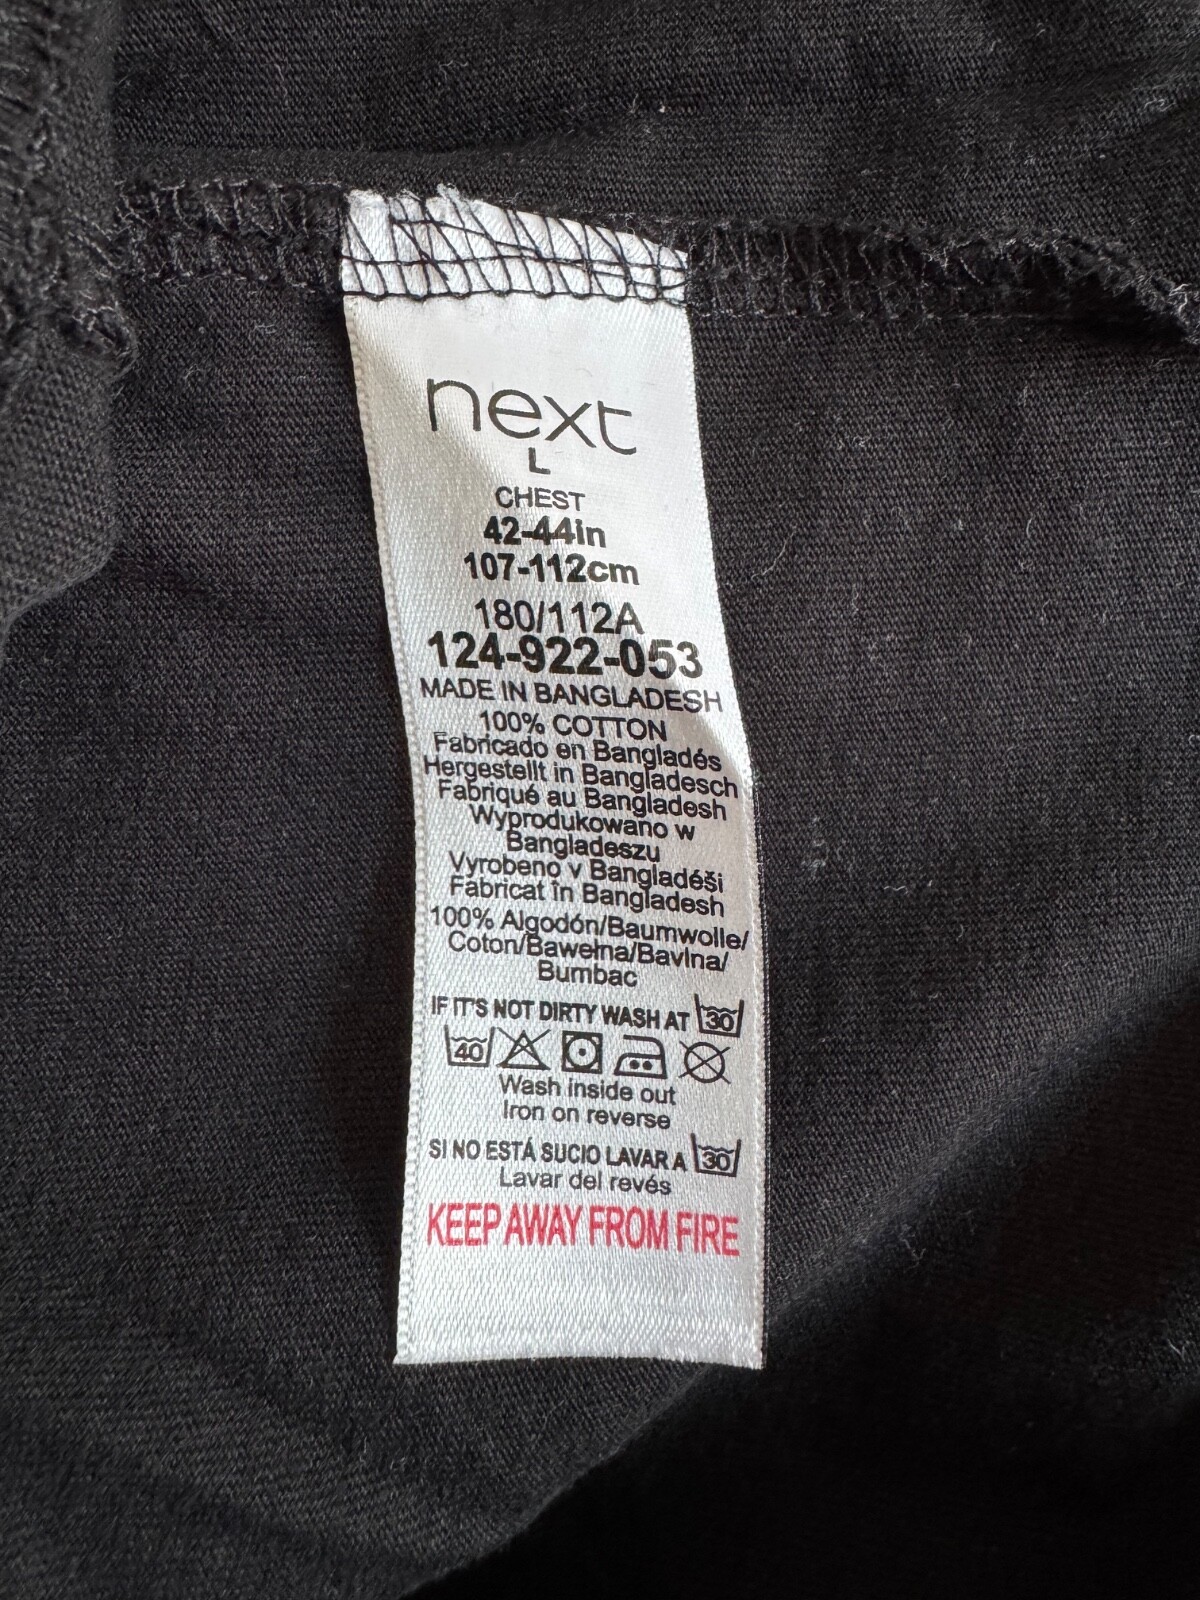 next
L
CHEST
42-44in
107-112cm
180/112A
124-922-053
MADE IN BANGLADESH
100% COTTON
Fabricado en Bangladés
Hergestellt in Bangladesch
Fabriqué au Bangladesh
Wyprodukowano w
Bangladeszu
Vyrobeno v Bangladéši
Fabricat în Bangladesh
100% Algodón/Baumwolle/
Coton/Bawełna/Bavlna/
Bumbac
IF IT'S NOT DIRTY WASH AT 30
40
Wash inside out
Iron on reverse
SI NO ESTÁ SUCIO LAVAR A 30
Lavar del revés
KEEP AWAY FROM FIRE